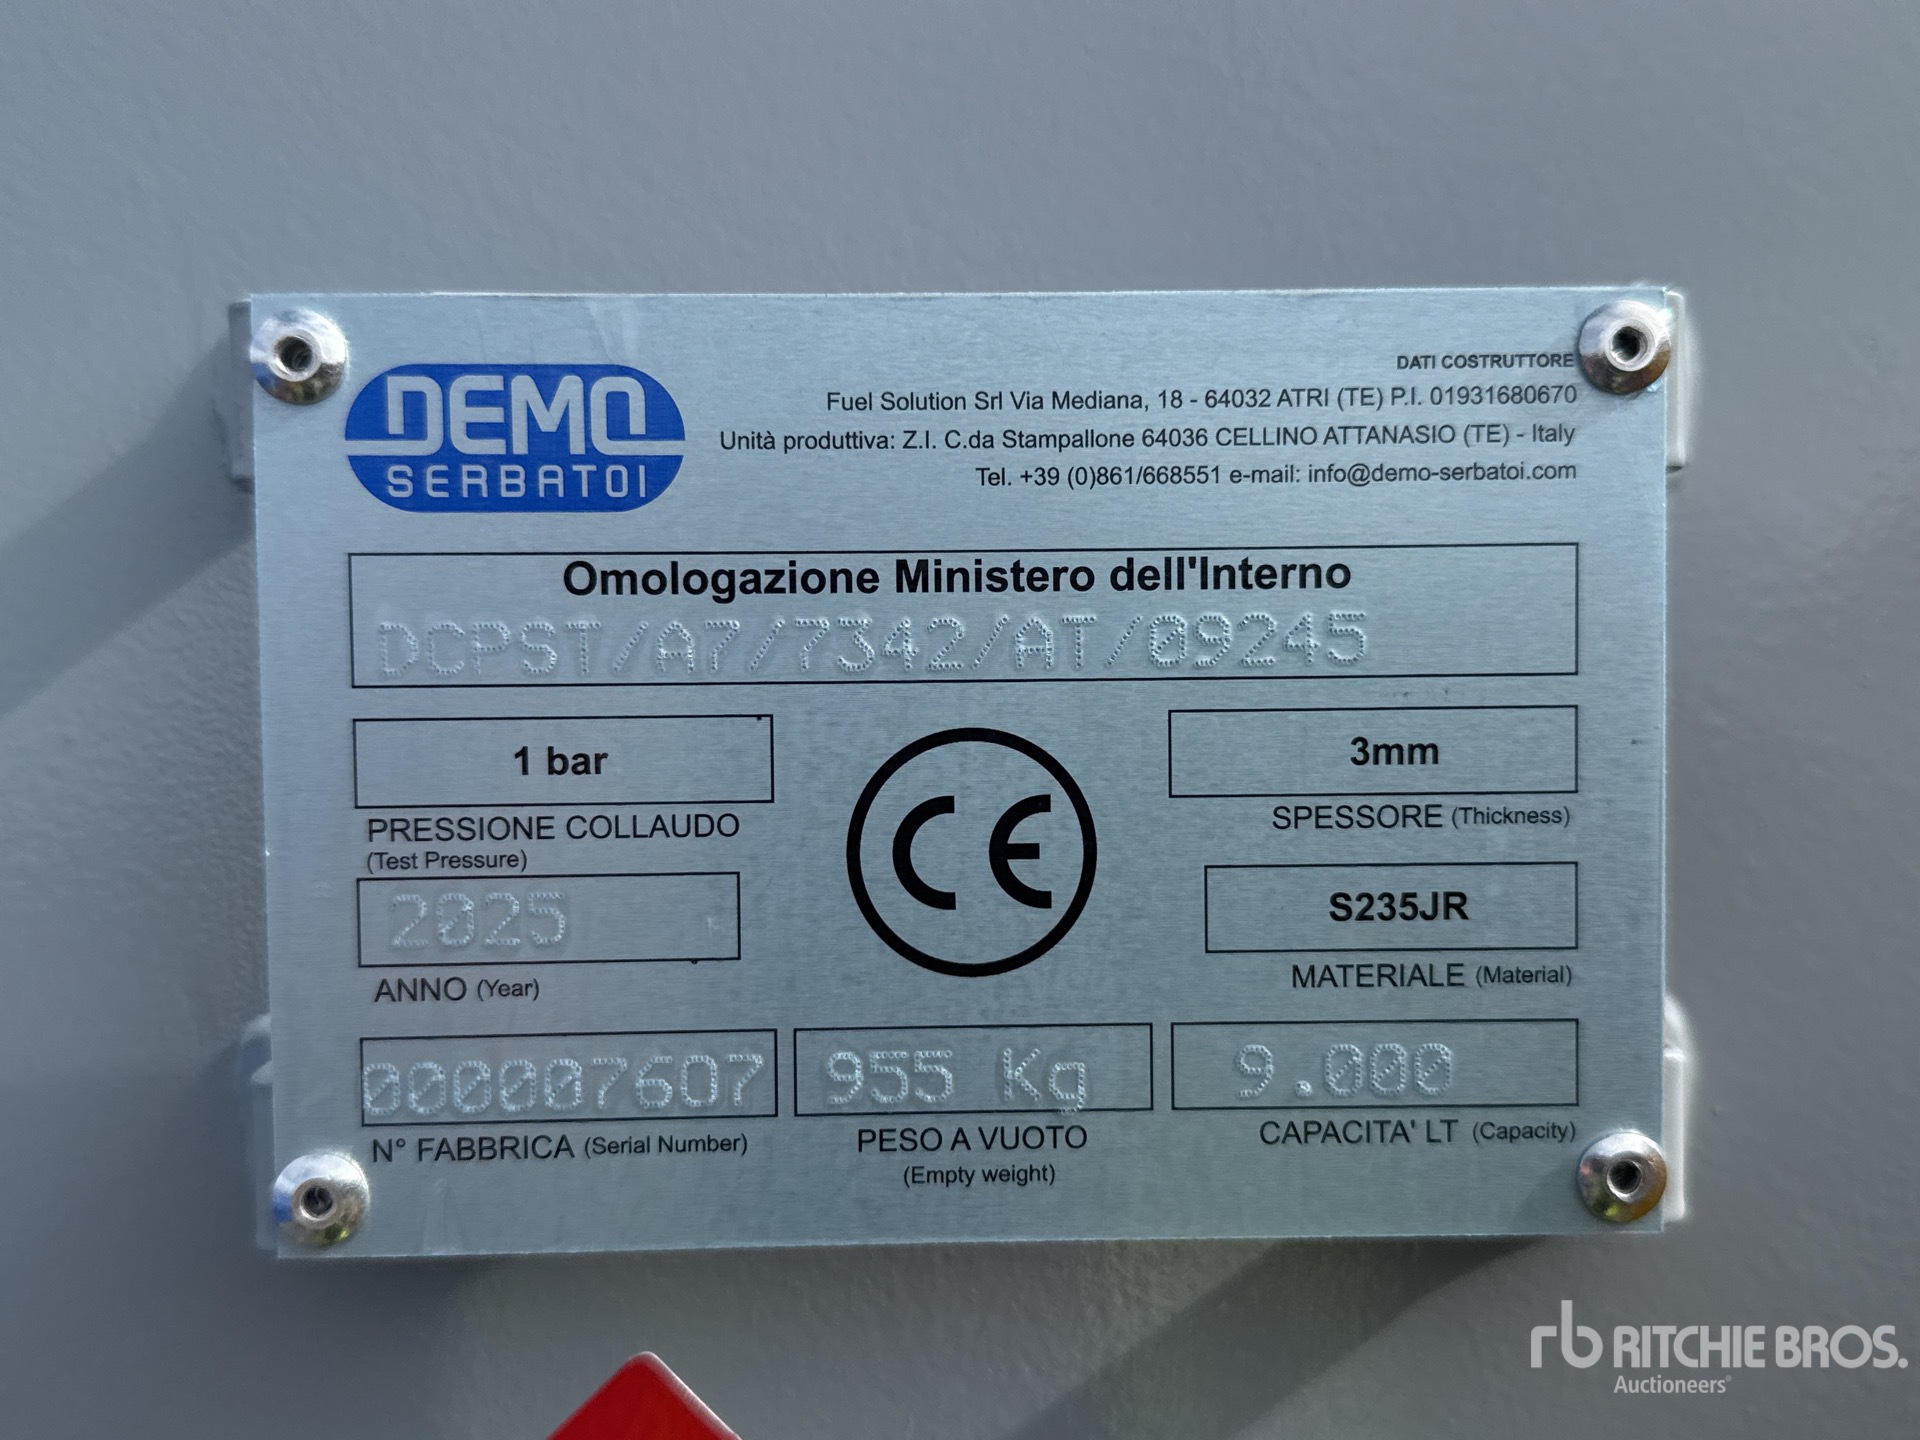 DEMO
SERBATOI
DATI COSTRUTTORE
Fuel Solution Srl Via Mediana, 18 - 64032 ATRI (TE) P.I. 01931680670
Unità produttiva: Z.I. C.da Stampallone 64036 CELLINO ATTANASIO (TE) - Italy
Tel. +39 (0)861/668551 e-mail: info@demo-serbatoi.com
Omologazione Ministero dell'Interno
DCPST/A7/7342/AT/09245
1 bar
PRESSIONE COLLAUDO
(Test Pressure)
3mm
SPESSORE (Thickness)
CE
2025
ANNO (Year)
S235JR
MATERIALE (Material)
000007607
N° FABBRICA (Serial Number)
955 Kg
PESO A VUOTO
(Empty weight)
9.000
CAPACITA' LT (Capacity)
rb RITCHIE BROS.
Auctioneers